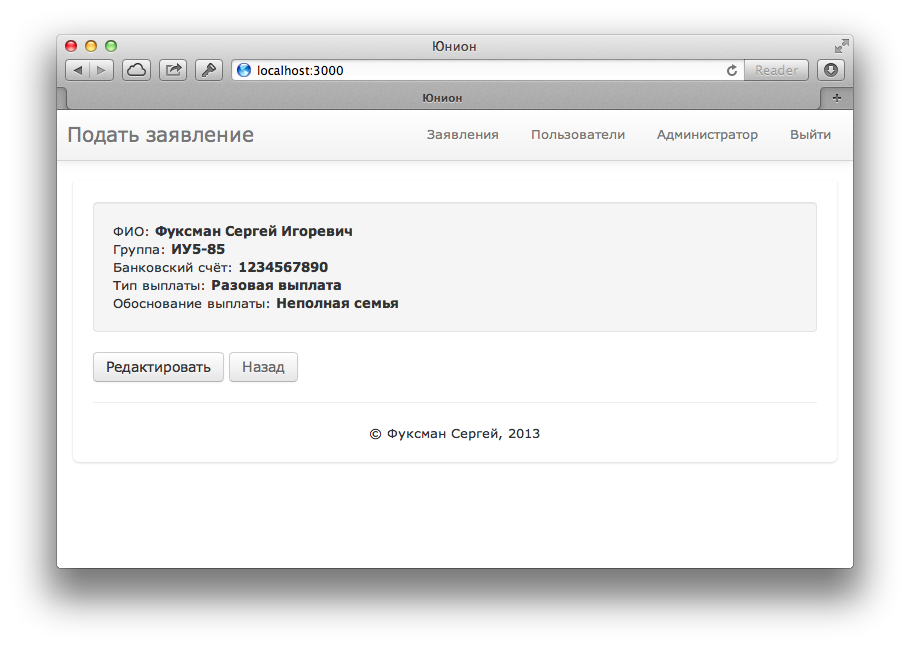 Юнион
localhost:3000
Reader
Юнион
Подать заявление
Заявления
Пользователи
Администратор
Выйти
ФИО: Фуксман Сергей Игоревич
Группа: ИУ5-85
Банковский счёт: 1234567890
Тип выплаты: Разовая выплата
Обоснование выплаты: Неполная семья
Редактировать
Назад
© Фуксман Сергей, 2013